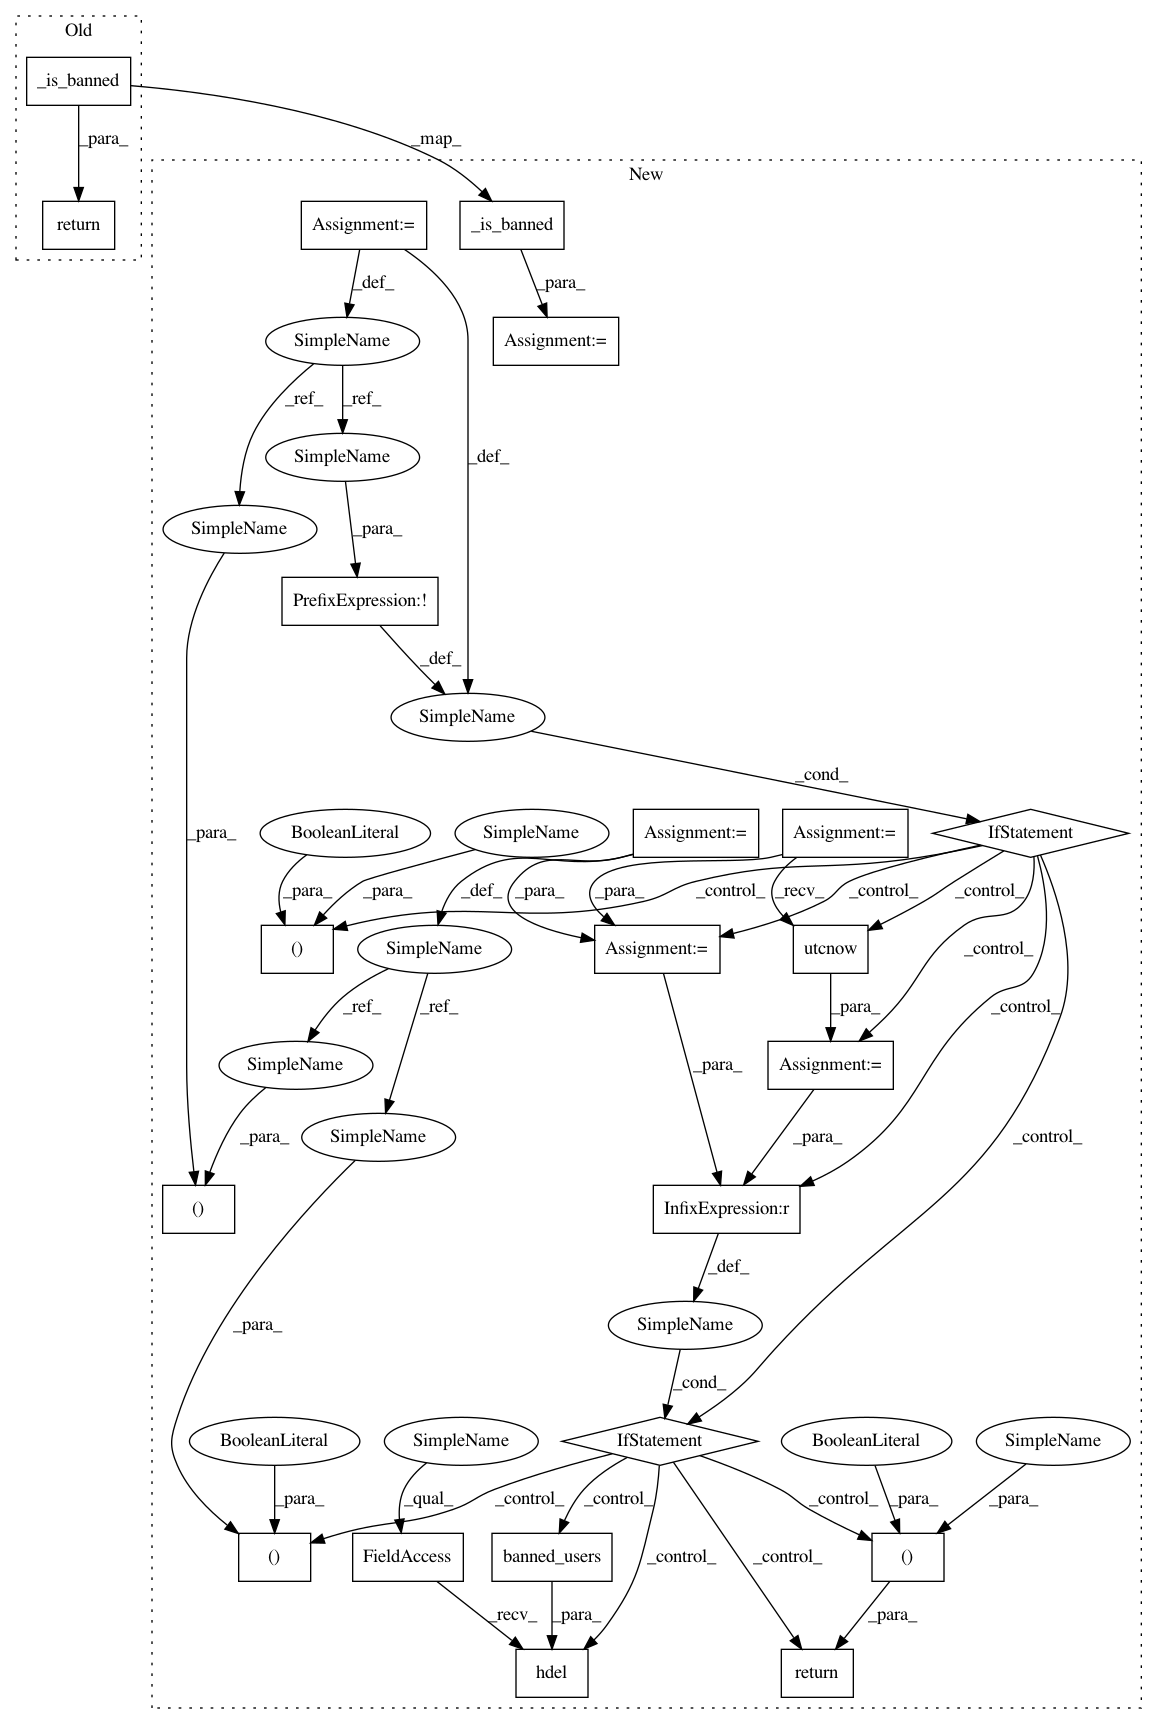 Old
_is_banned
_para_
_map_
return
New
Assignment:=
_is_banned
_def_
_para_
SimpleName
Assignment:=
_ref_
_ref_
SimpleName
_def_
SimpleName
_para_
PrefixExpression:!
_def_
SimpleName
_cond_
_para_
BooleanLiteral
SimpleName
Assignment:=
Assignment:=
IfStatement
_para_
_para_
_def_
_para_
_para_
_control_
_recv_
_control_
_control_
()
SimpleName
Assignment:=
utcnow
_control_
_ref_
_ref_
_para_
_control_
SimpleName
_para_
Assignment:=
_para_
SimpleName
_para_
_control_
()
InfixExpression:r
_def_
_para_
SimpleName
_cond_
BooleanLiteral
SimpleName
IfStatement
BooleanLiteral
SimpleName
_para_
_control_
_qual_
_control_
_control_
_para_
_para_
()
FieldAccess
banned_users
_control_
_control_
()
_recv_
_para_
_para_
hdel
return